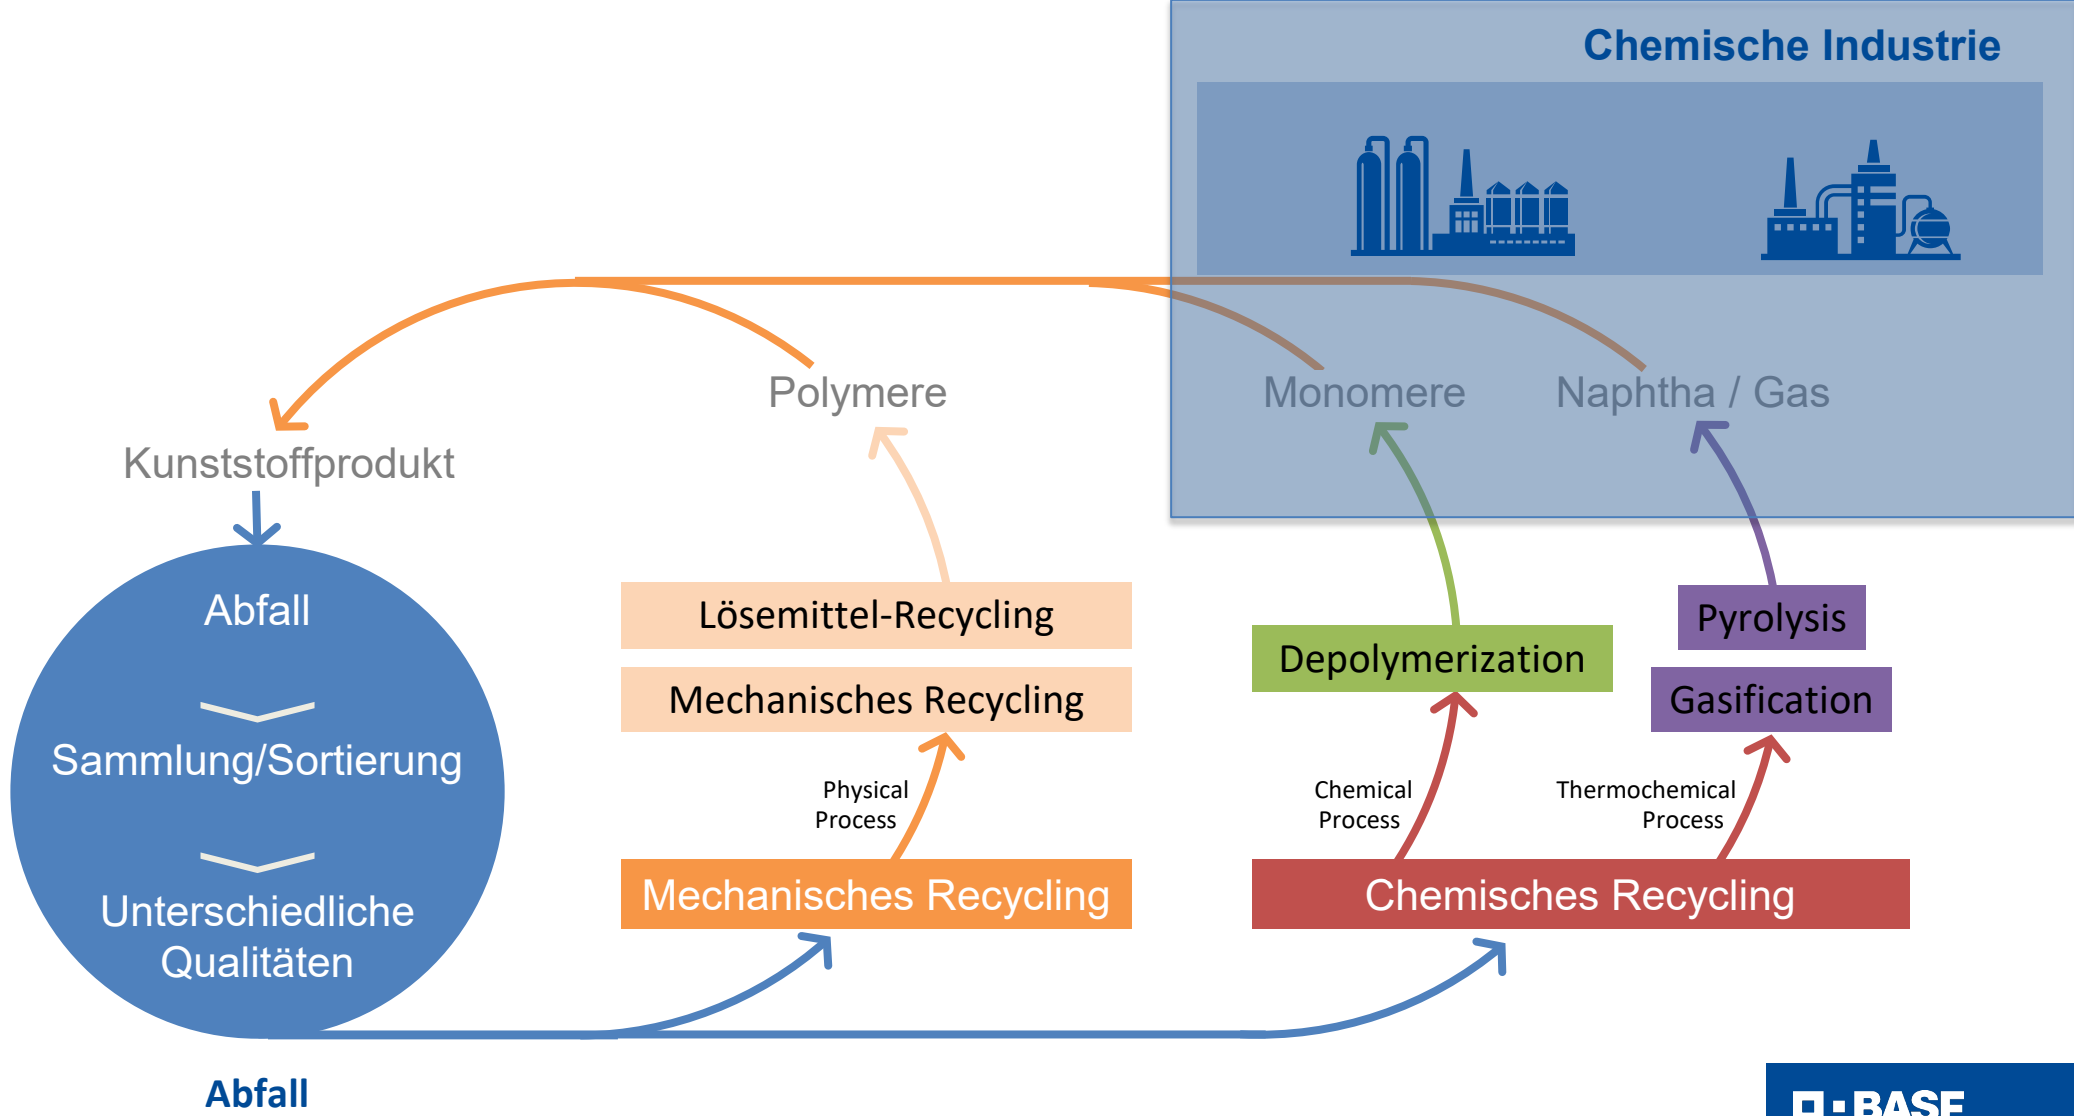 Chemische Industrie
Polymere
Monomere
Naphtha / Gas
Kunststoffprodukt
Abfall
Sammlung/Sortierung
Unterschiedliche
Qualitäten
Lösemittel-Recycling
Mechanisches Recycling
Physical
Process
Mechanisches Recycling
Depolymerization
Pyrolysis
Gasification
Chemical
Process
Thermochemical
Process
Chemisches Recycling
Abfall
BASF